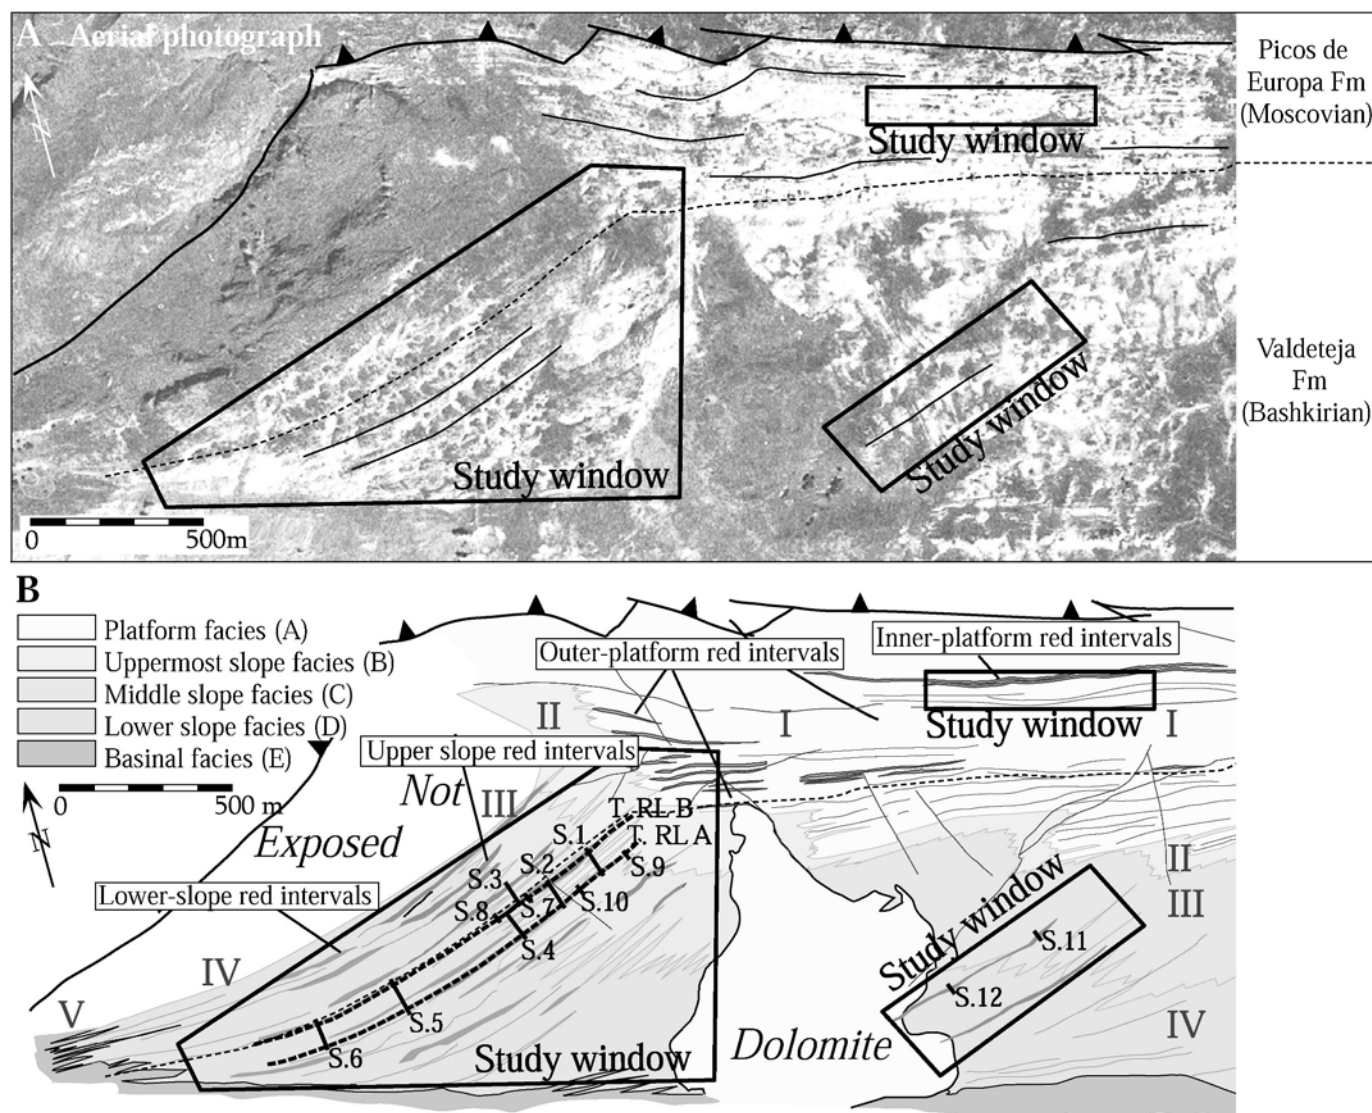 A Aerial photograph
N
Study window
Study window
Study window
0 500m
Picos de
Europa Fm
(Moscovian)
Valdeteja
Fm
(Bashkirian)
B
Platform facies (A)
Uppermost slope facies (B)
Middle slope facies (C)
Lower slope facies (D)
Basinal facies (E)
0 500 m
N
Outer-platform red intervals
Inner-platform red intervals
Study window
Upper slope red intervals
Lower-slope red intervals
Not
Exposed
II
I
I
III
II
III
IV
IV
V
T. RL B
T. RL A
S.1
S.2
S.3
S.9
S.8
S.7
S.10
S.4
S.5
S.6
Study window
Dolomite
Study window
S.11
S.12